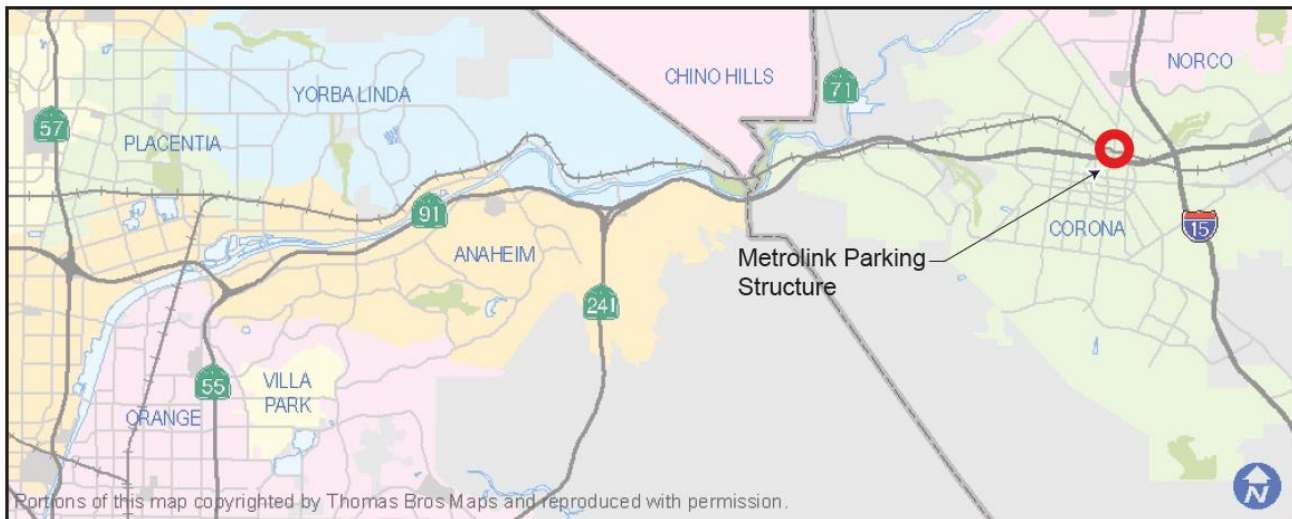 CHINO HILLS
NORCO
71
YORBA LINDA
57
PLACENTIA
91
ANAHEIM
CORONA
15
Metrolink Parking
Structure
241
55
VILLA
PARK
ORANGE
Portions of this map copyrighted by Thomas Bros Maps and reproduced with permission.
N